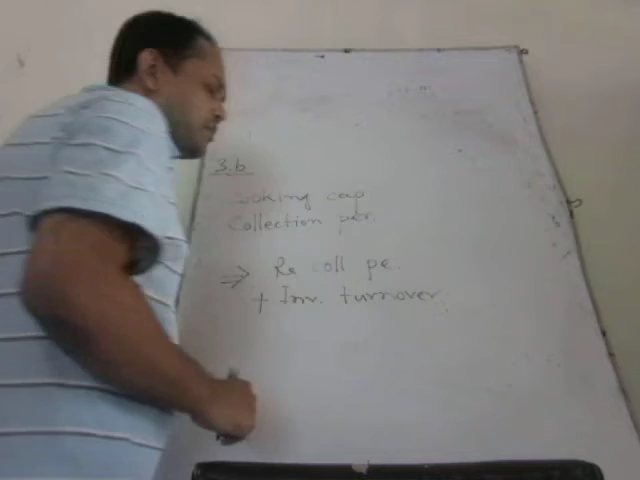 3.b
Working cap
Collection per.
⇒ Re coll pe.
+ Inv. turnover